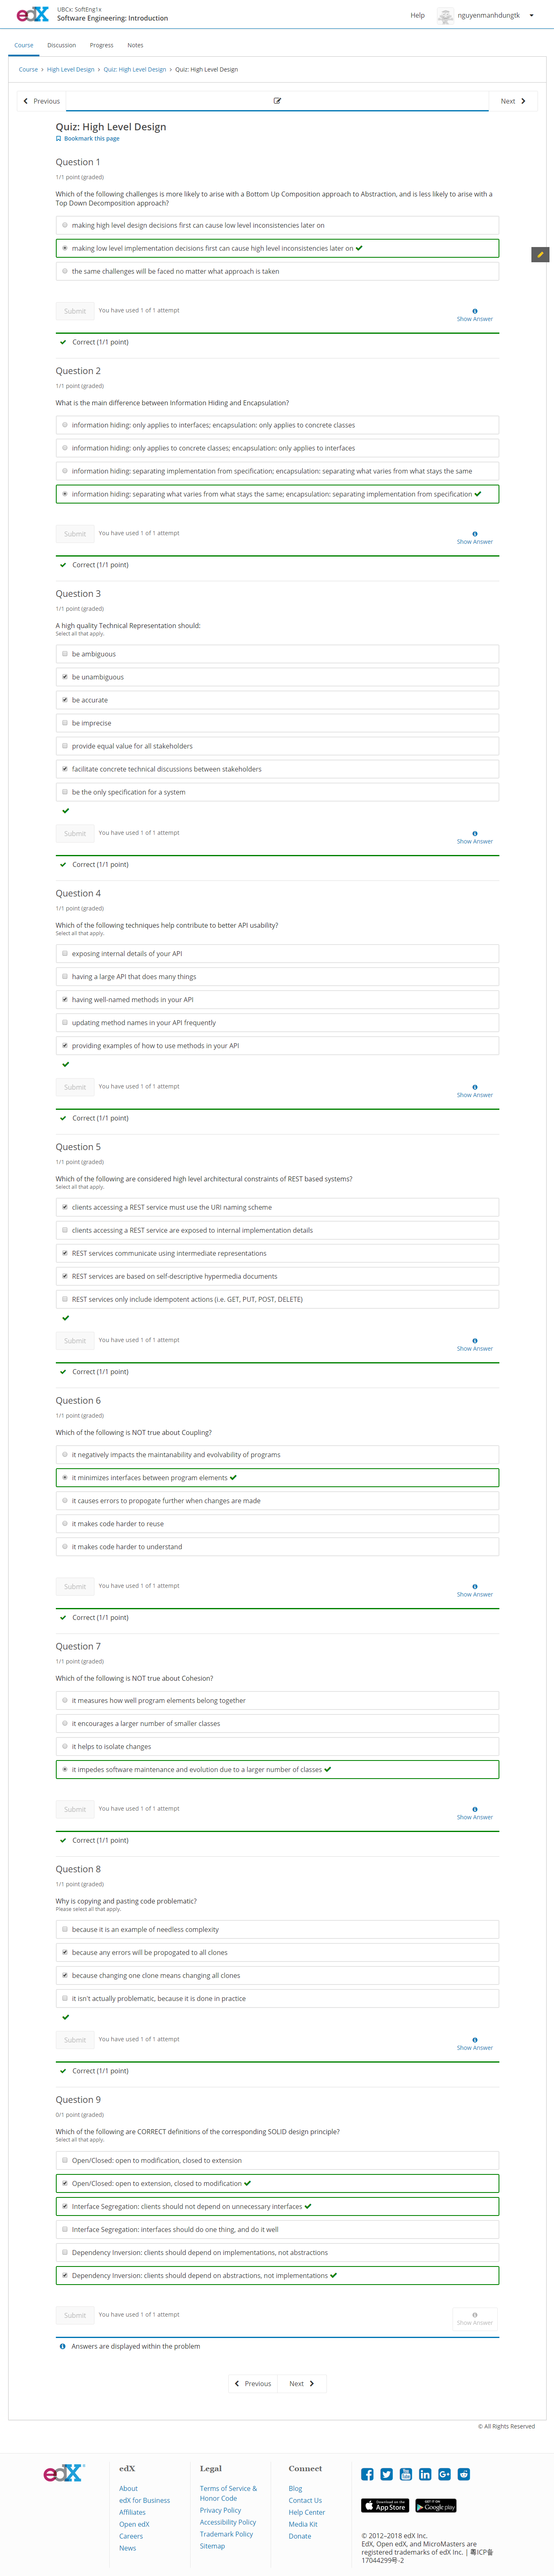 edX
UBCx: SoftEng1x
Software Engineering: Introduction
Help
nguyenmanhdungtk
Course
Discussion
Progress
Notes
Course > High Level Design > Quiz: High Level Design > Quiz: High Level Design
Previous
Next
Quiz: High Level Design
Bookmark this page
Question 1
1/1 point (graded)
Which of the following challenges is more likely to arise with a Bottom Up Composition approach to Abstraction, and is less likely to arise with a
Top Down Decomposition approach?
making high level design decisions first can cause low level inconsistencies later on
making low level implementation decisions first can cause high level inconsistencies later on
the same challenges will be faced no matter what approach is taken
Submit
You have used 1 of 1 attempt
Show Answer
Correct (1/1 point)
Question 2
1/1 point (graded)
What is the main difference between Information Hiding and Encapsulation?
information hiding: only applies to interfaces; encapsulation: only applies to concrete classes
information hiding: only applies to concrete classes; encapsulation: only applies to interfaces
information hiding: separating implementation from specification; encapsulation: separating what varies from what stays the same
information hiding: separating what varies from what stays the same; encapsulation: separating implementation from specification
Submit
You have used 1 of 1 attempt
Show Answer
Correct (1/1 point)
Question 3
1/1 point (graded)
A high quality Technical Representation should:
Select all that apply.
be ambiguous
be unambiguous
be accurate
be imprecise
provide equal value for all stakeholders
facilitate concrete technical discussions between stakeholders
be the only specification for a system
Submit
You have used 1 of 1 attempt
Show Answer
Correct (1/1 point)
Question 4
1/1 point (graded)
Which of the following techniques help contribute to better API usability?
Select all that apply.
exposing internal details of your API
having a large API that does many things
having well-named methods in your API
updating method names in your API frequently
providing examples of how to use methods in your API
Submit
You have used 1 of 1 attempt
Show Answer
Correct (1/1 point)
Question 5
1/1 point (graded)
Which of the following are considered high level architectural constraints of REST based systems?
Select all that apply.
clients accessing a REST service must use the URI naming scheme
clients accessing a REST service are exposed to internal implementation details
REST services communicate using intermediate representations
REST services are based on self-descriptive hypermedia documents
REST services only include idempotent actions (i.e. GET, PUT, POST, DELETE)
Submit
You have used 1 of 1 attempt
Show Answer
Correct (1/1 point)
Question 6
1/1 point (graded)
Which of the following is NOT true about Coupling?
it negatively impacts the maintanability and evolvability of programs
it minimizes interfaces between program elements
it causes errors to propogate further when changes are made
it makes code harder to reuse
it makes code harder to understand
Submit
You have used 1 of 1 attempt
Show Answer
Correct (1/1 point)
Question 7
1/1 point (graded)
Which of the following is NOT true about Cohesion?
it measures how well program elements belong together
it encourages a larger number of smaller classes
it helps to isolate changes
it impedes software maintenance and evolution due to a larger number of classes
Submit
You have used 1 of 1 attempt
Show Answer
Correct (1/1 point)
Question 8
1/1 point (graded)
Why is copying and pasting code problematic?
Please select all that apply.
because it is an example of needless complexity
because any errors will be propogated to all clones
because changing one clone means changing all clones
it isn't actually problematic, because it is done in practice
Submit
You have used 1 of 1 attempt
Show Answer
Correct (1/1 point)
Question 9
0/1 point (graded)
Which of the following are CORRECT definitions of the corresponding SOLID design principle?
Select all that apply.
Open/Closed: open to modification, closed to extension
Open/Closed: open to extension, closed to modification
Interface Segregation: clients should not depend on unnecessary interfaces
Interface Segregation: interfaces should do one thing, and do it well
Dependency Inversion: clients should depend on implementations, not abstractions
Dependency Inversion: clients should depend on abstractions, not implementations
Submit
You have used 1 of 1 attempt
Show Answer
Answers are displayed within the problem
Previous
Next
© All Rights Reserved
edX
edX
About
edX for Business
Affiliates
Open edX
Careers
News
Legal
Terms of Service &
Honor Code
Privacy Policy
Accessibility Policy
Trademark Policy
Sitemap
Connect
Blog
Contact Us
Help Center
Media Kit
Donate
Download on the
App Store
GET IT ON
Google play
© 2012–2018 edX Inc.
EdX, Open edX, and MicroMasters are
registered trademarks of edX Inc. | 粤ICP备
17044299号-2